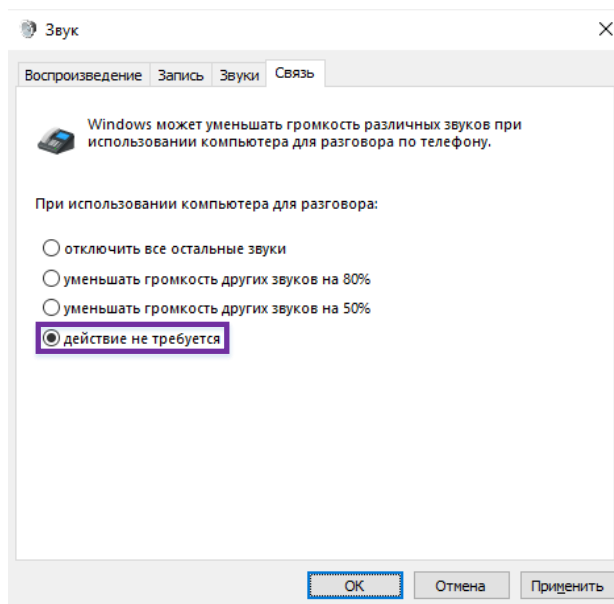 Звук
Воспроизведение Запись Звуки Связь
Windows может уменьшать громкость различных звуков при
использовании компьютера для разговора по телефону.
При использовании компьютера для разговора:
отключить все остальные звуки
уменьшать громкость других звуков на 80%
уменьшать громкость других звуков на 50%
действие не требуется
ОК Отмена Применить